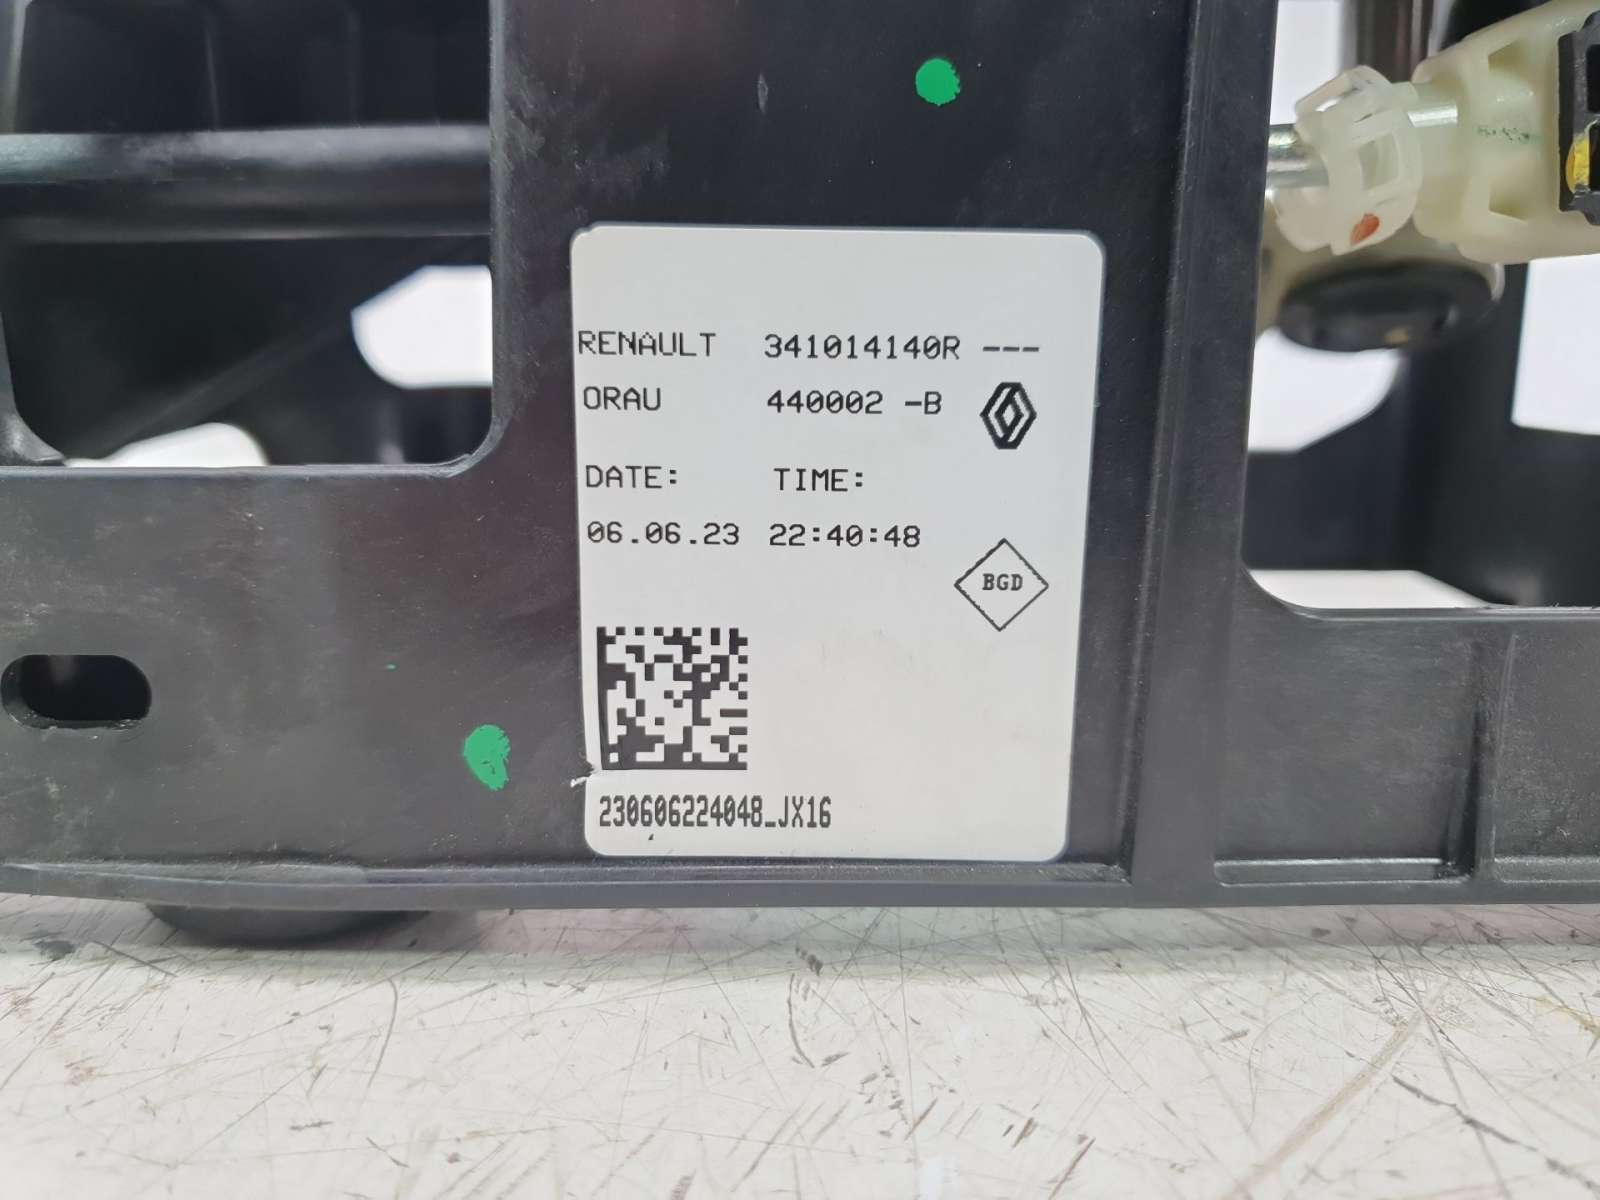 RENAULT 341014140R ---
ORAU 440002 -B
DATE: TIME:
06.06.23 22:40:48
BGD
230606224048_JX16